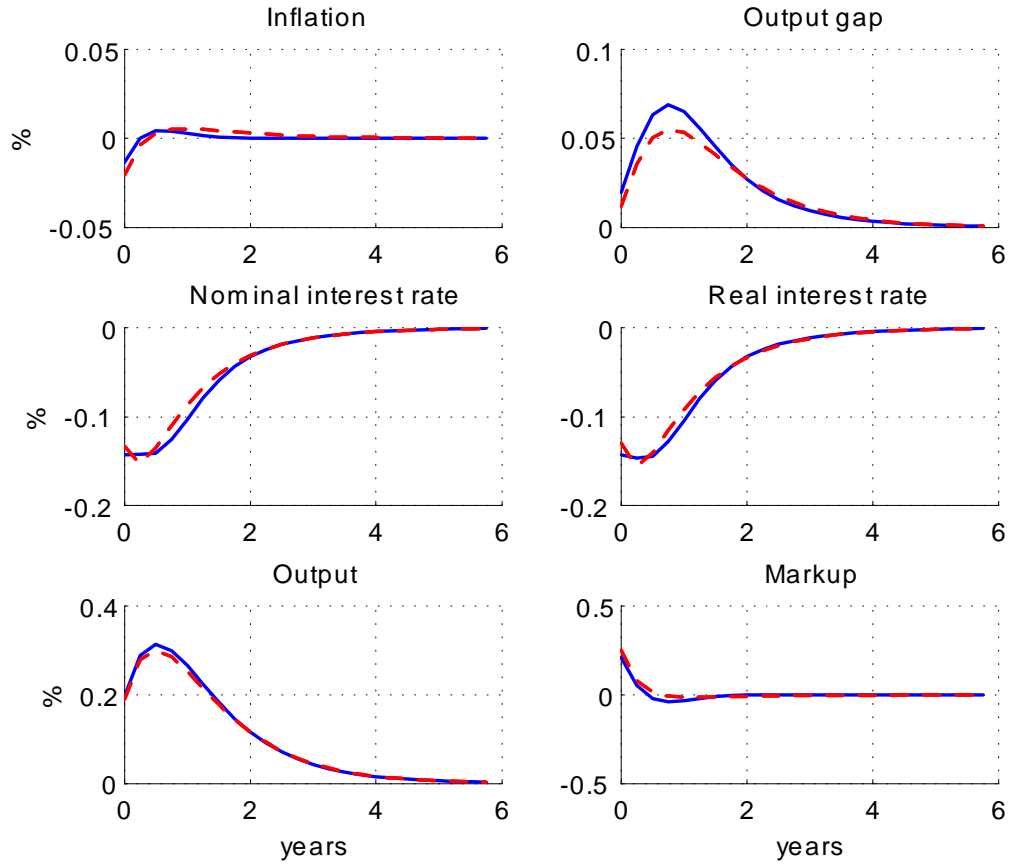 Inflation
Output gap
%
0.05
0
-0.05
0 2 4 6
0.1
0.05
0
0 2 4 6
Nominal interest rate
Real interest rate
%
0
-0.1
-0.2
0 2 4 6
0
-0.1
-0.2
0 2 4 6
Output
Markup
%
0.4
0.2
0
0 2 4 6
years
0.5
0
-0.5
0 2 4 6
years